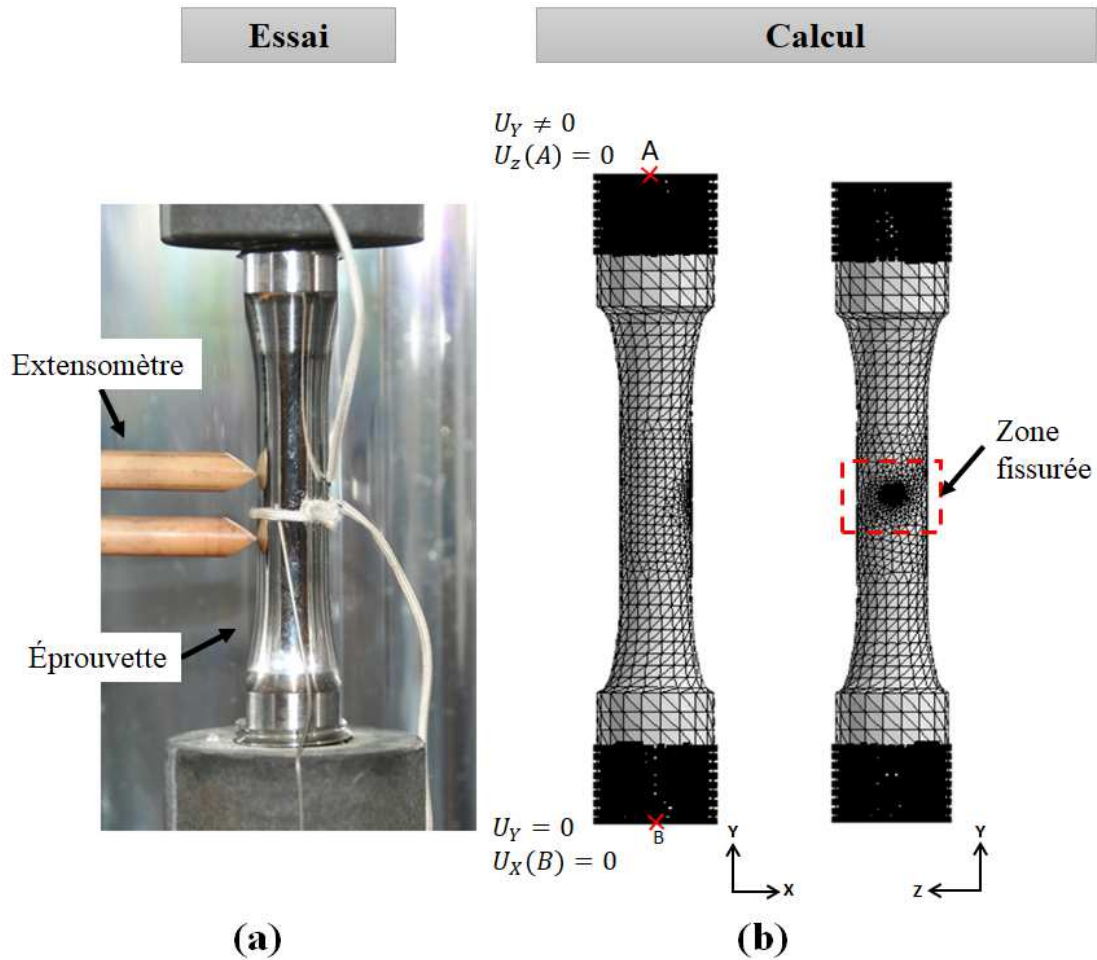 Essai
Calcul
U_Y ≠ 0
U_z(A) = 0
A
Extensomètre
Éprouvette
Zone
fissurée
U_Y = 0
U_X(B) = 0
B
Y
X
Y
Z
(a)
(b)